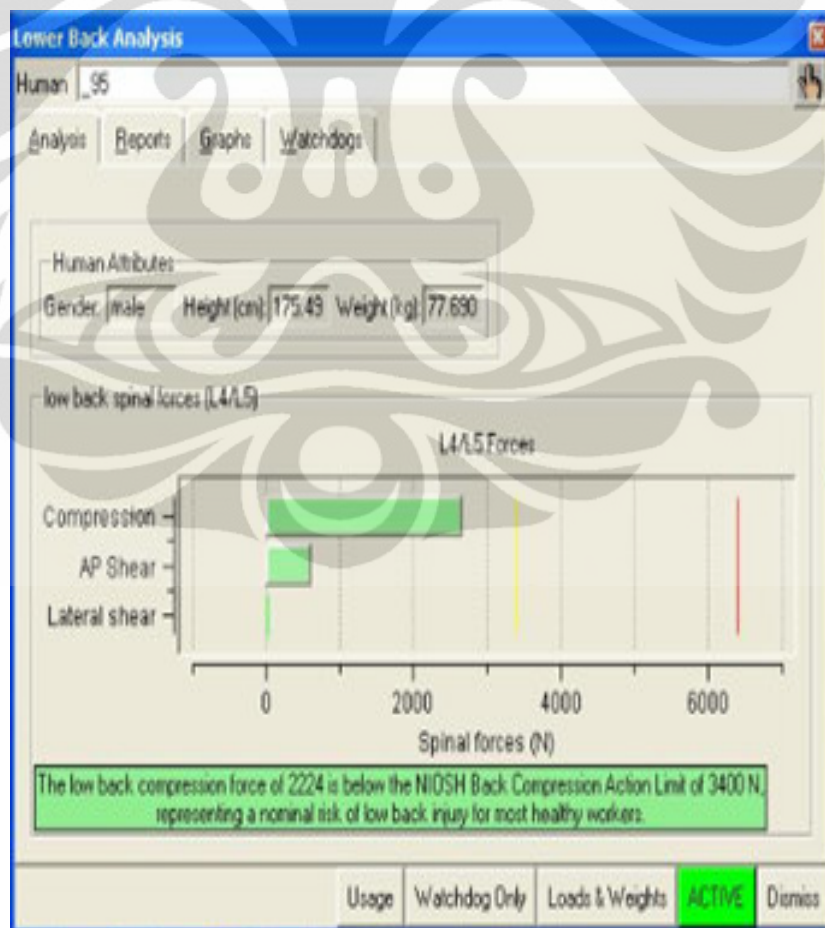 Lower Back Analysis
Human _95
Analysis Reports Graphs Watchdogs
Human Attributes
Gender: male Height (cm): 175.49 Weight (kg): 77.690
low back spinal forces (L4/L5)
L4/L5 Forces
Compression
AP Shear
Lateral shear
0 2000 4000 6000
Spinal forces (N)
The low back compression force of 2224 is below the NIOSH Back Compression Action Limit of 3400 N,
representing a nominal risk of low back injury for most healthy workers.
Usage Watchdog Only Loads & Weights ACTIVE Dismiss